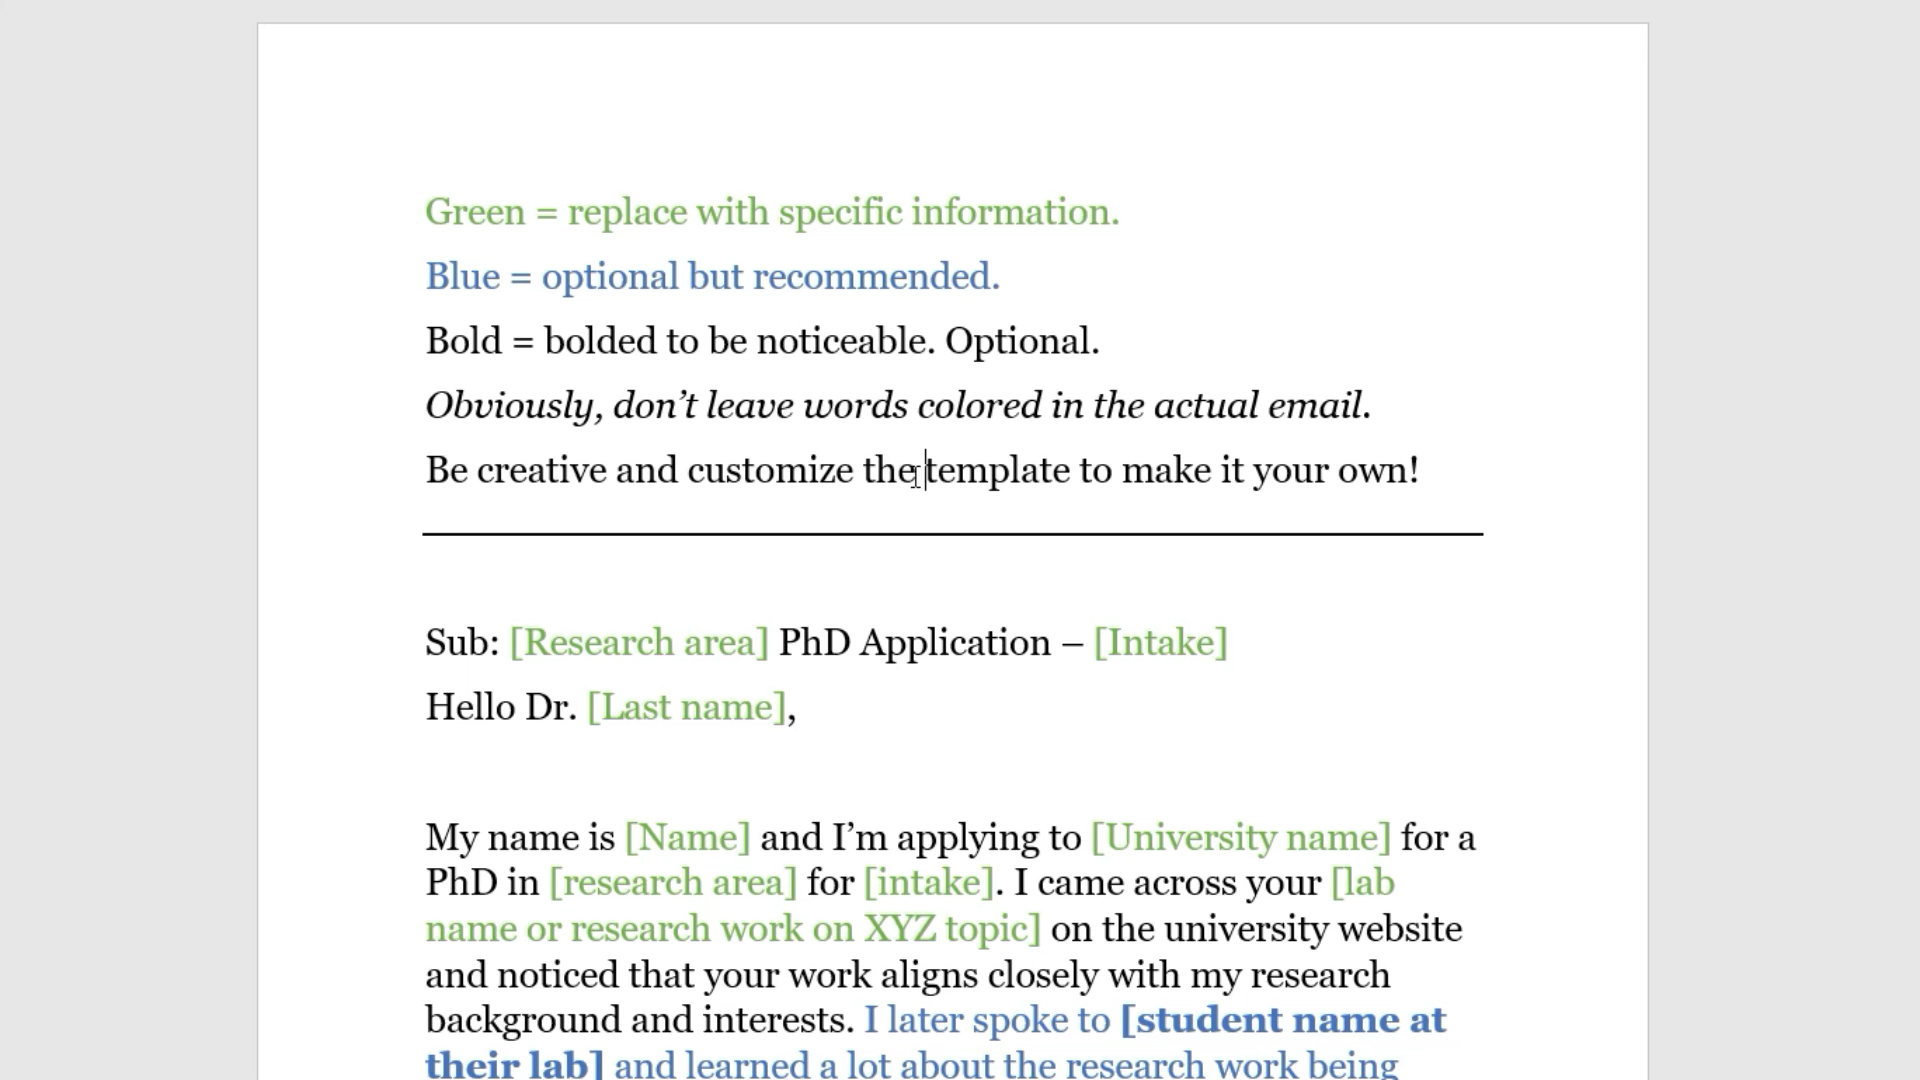 Green = replace with specific information.
Blue = optional but recommended.
Bold = bolded to be noticeable. Optional.
Obviously, don’t leave words colored in the actual email.
Be creative and customize the template to make it your own!
Sub: [Research area] PhD Application – [Intake]
Hello Dr. [Last name],
My name is [Name] and I’m applying to [University name] for a
PhD in [research area] for [intake]. I came across your [lab
name or research work on XYZ topic] on the university website
and noticed that your work aligns closely with my research
background and interests. I later spoke to [student name at
their lab] and learned a lot about the research work being